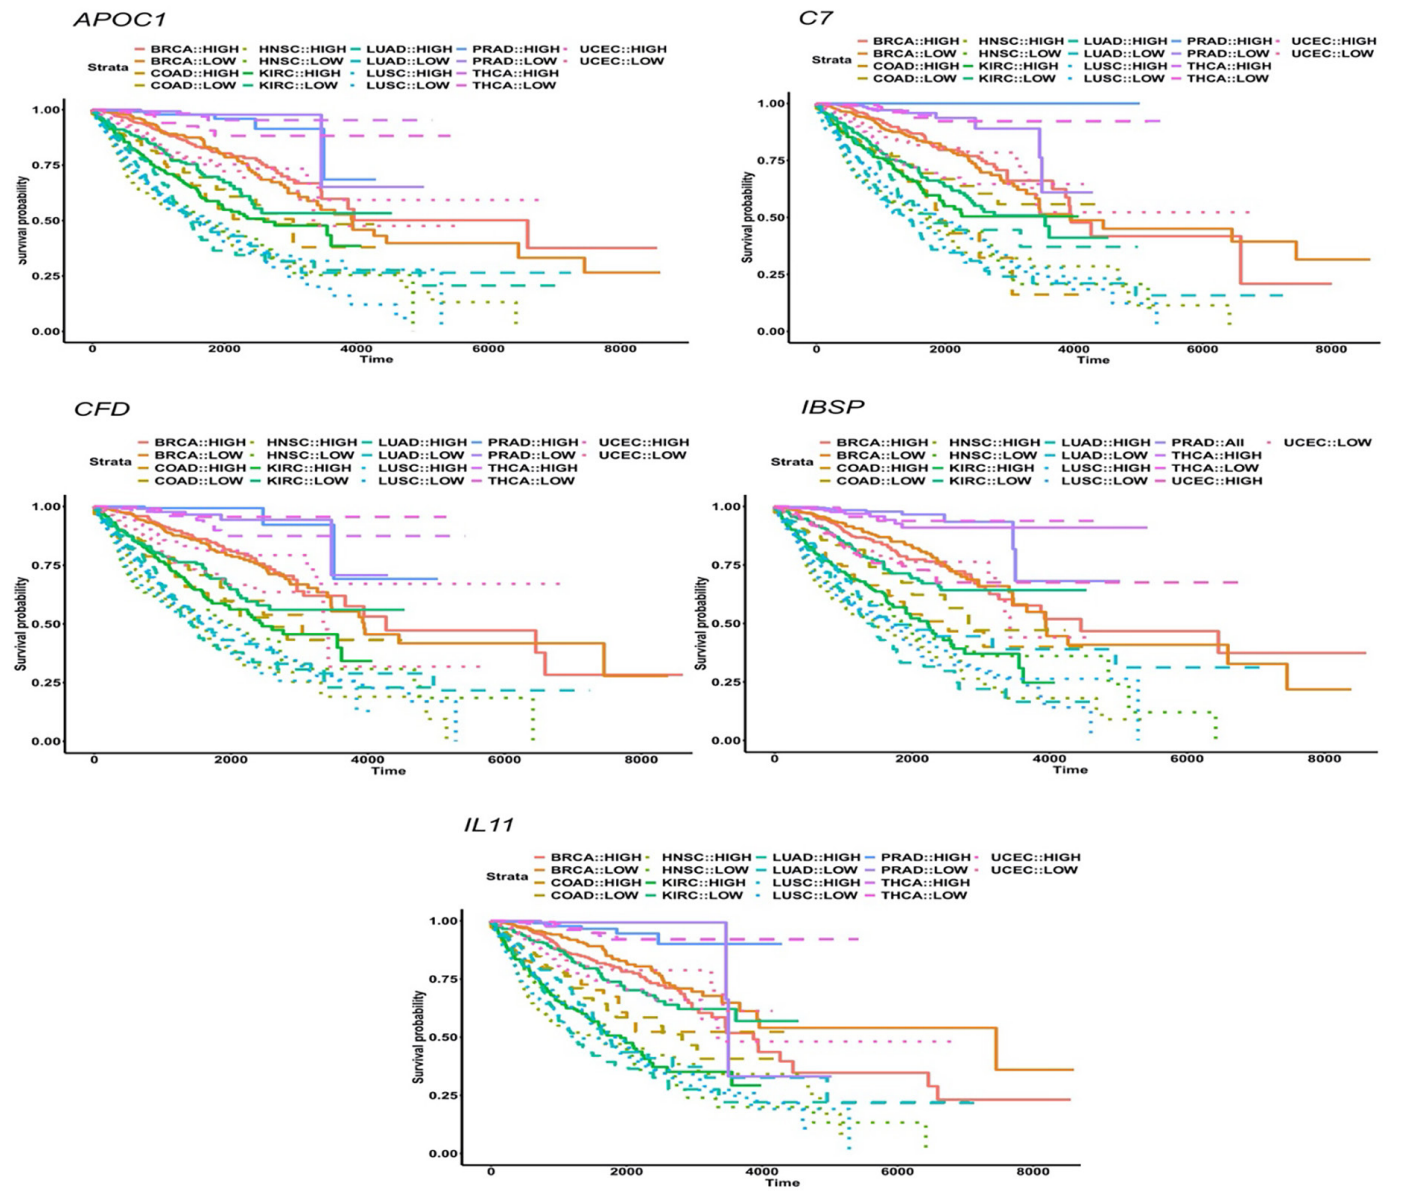 APOC1
BRCA::HIGH HNSC::HIGH LUAD::HIGH PRAD::HIGH UCEC::HIGH
Strata BRCA::LOW HNSC::LOW LUAD::LOW PRAD::LOW UCEC::LOW
COAD::HIGH KIRC::HIGH LUSC::HIGH THCA::HIGH
COAD::LOW KIRC::LOW LUSC::LOW THCA::LOW
1.00
0.75
0.50
0.25
0.00
Survival probability
0 2000 4000 6000 8000
Time
C7
BRCA::HIGH HNSC::HIGH LUAD::HIGH PRAD::HIGH UCEC::HIGH
Strata BRCA::LOW HNSC::LOW LUAD::LOW PRAD::LOW UCEC::LOW
COAD::HIGH KIRC::HIGH LUSC::HIGH THCA::HIGH
COAD::LOW KIRC::LOW LUSC::LOW THCA::LOW
1.00
0.75
0.50
0.25
0.00
Survival probability
0 2000 4000 6000 8000
Time
CFD
BRCA::HIGH HNSC::HIGH LUAD::HIGH PRAD::HIGH UCEC::HIGH
Strata BRCA::LOW HNSC::LOW LUAD::LOW PRAD::LOW UCEC::LOW
COAD::HIGH KIRC::HIGH LUSC::HIGH THCA::HIGH
COAD::LOW KIRC::LOW LUSC::LOW THCA::LOW
1.00
0.75
0.50
0.25
0.00
Survival probability
0 2000 4000 6000 8000
Time
IBSP
BRCA::HIGH HNSC::HIGH LUAD::HIGH PRAD::All UCEC::LOW
Strata BRCA::LOW HNSC::LOW LUAD::LOW THCA::HIGH
COAD::HIGH KIRC::HIGH LUSC::HIGH THCA::LOW
COAD::LOW KIRC::LOW LUSC::LOW UCEC::HIGH
1.00
0.75
0.50
0.25
0.00
Survival probability
0 2000 4000 6000 8000
Time
IL11
BRCA::HIGH HNSC::HIGH LUAD::HIGH PRAD::HIGH UCEC::HIGH
Strata BRCA::LOW HNSC::LOW LUAD::LOW PRAD::LOW UCEC::LOW
COAD::HIGH KIRC::HIGH LUSC::HIGH THCA::HIGH
COAD::LOW KIRC::LOW LUSC::LOW THCA::LOW
1.00
0.75
0.50
0.25
0.00
Survival probability
0 2000 4000 6000 8000
Time